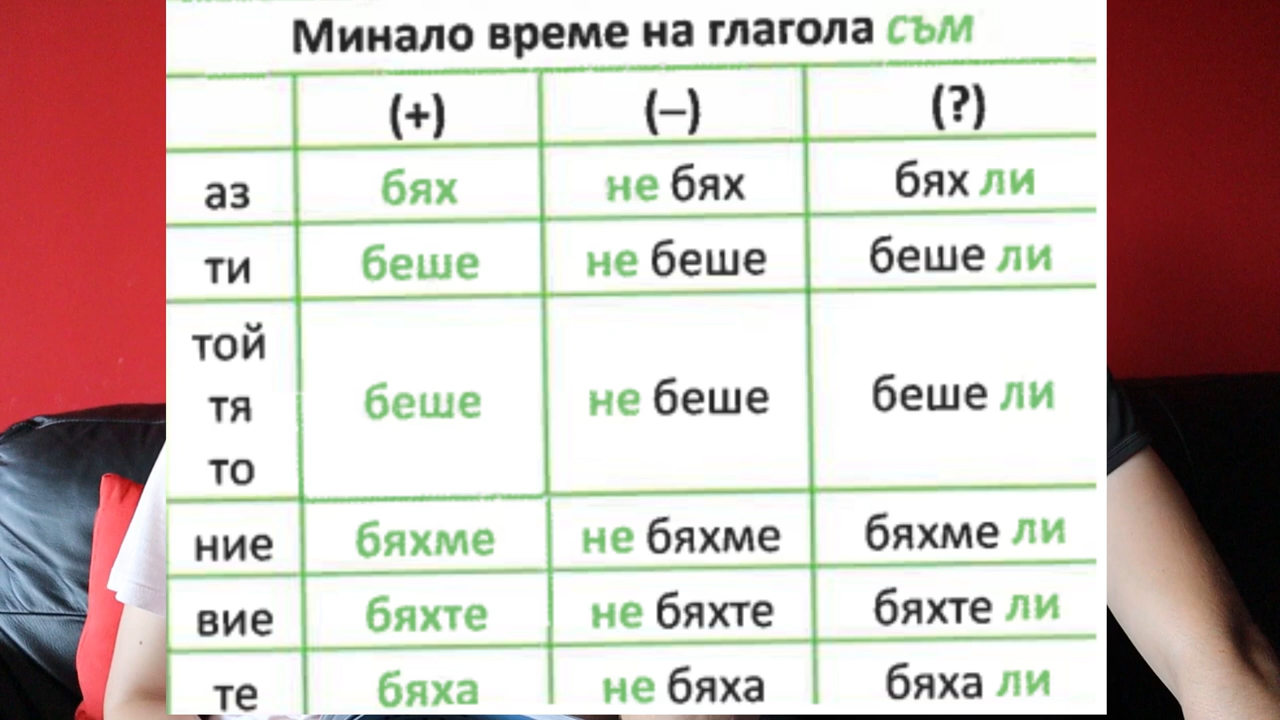 Минало време на глагола съм
(+) (–) (?)
аз бях не бях бях ли
ти беше не беше беше ли
той
тя беше не беше беше ли
то
ние бяхме не бяхме бяхме ли
вие бяхте не бяхте бяхте ли
те бяха не бяха бяха ли